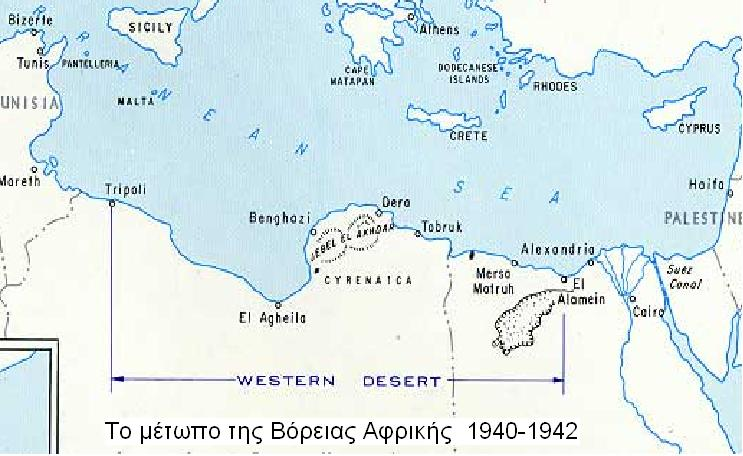 Bizerte
SICILY
Athens
Tunis
PANTELLERIA
CAPE
MATAPAN
DODECANESE
ISLANDS
RHODES
UNISIA
MALTA
R R A N E A N
CRETE
CYPRUS
Mareth
Tripoli
S E A
Haifa
PALESTINE
Benghazi
Dera
JEBEL EL AKHDAR
Tobruk
Alexandria
CYRENAICA
Mersa
Matruh
El
Alamein
Suez
Canal
Cairo
El Agheila
WESTERN DESERT
Το μέτωπο της Βόρειας Αφρικής 1940-1942